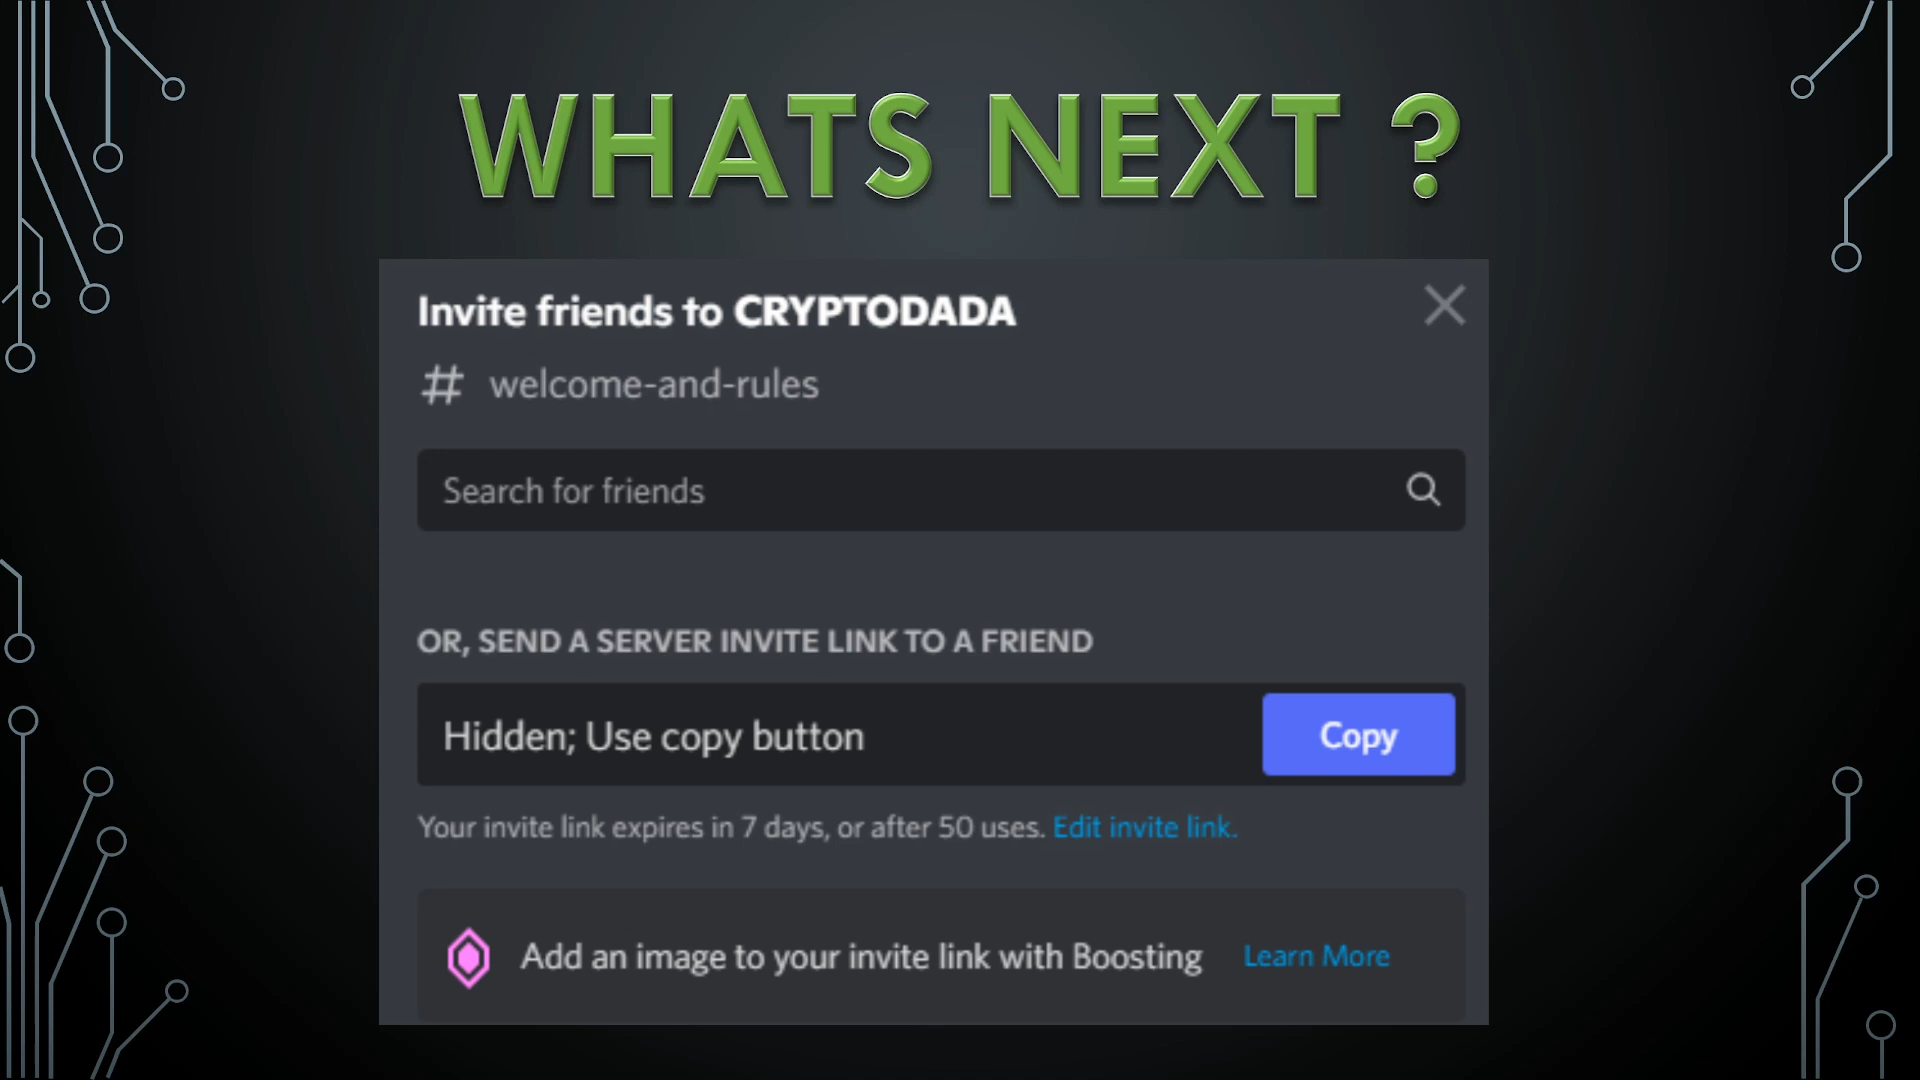 WHATS NEXT ?
Invite friends to CRYPTODADA
# welcome-and-rules
Search for friends
OR, SEND A SERVER INVITE LINK TO A FRIEND
Hidden; Use copy button
Copy
Your invite link expires in 7 days, or after 50 uses. Edit invite link.
Add an image to your invite link with Boosting Learn More